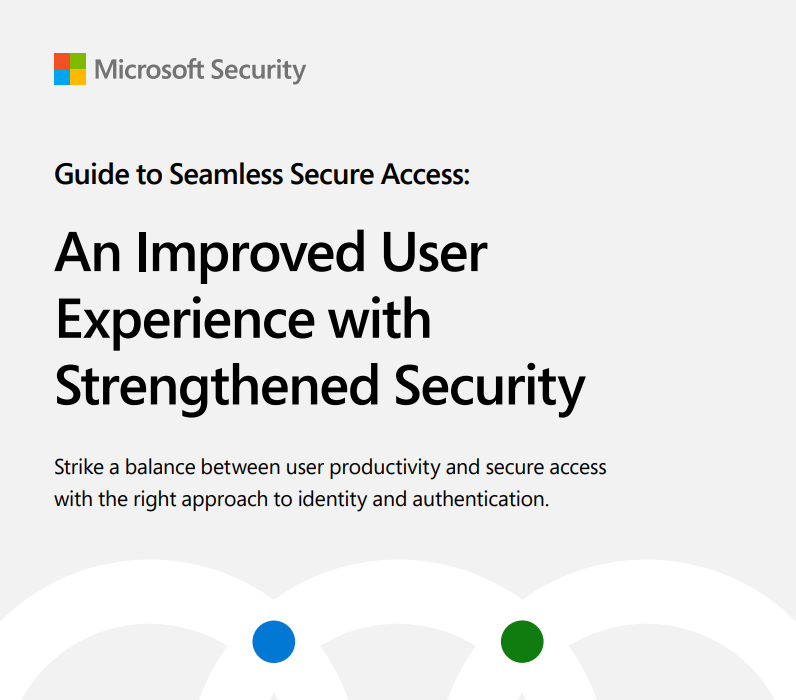 Microsoft Security
Guide to Seamless Secure Access:
An Improved User
Experience with
Strengthened Security
Strike a balance between user productivity and secure access
with the right approach to identity and authentication.